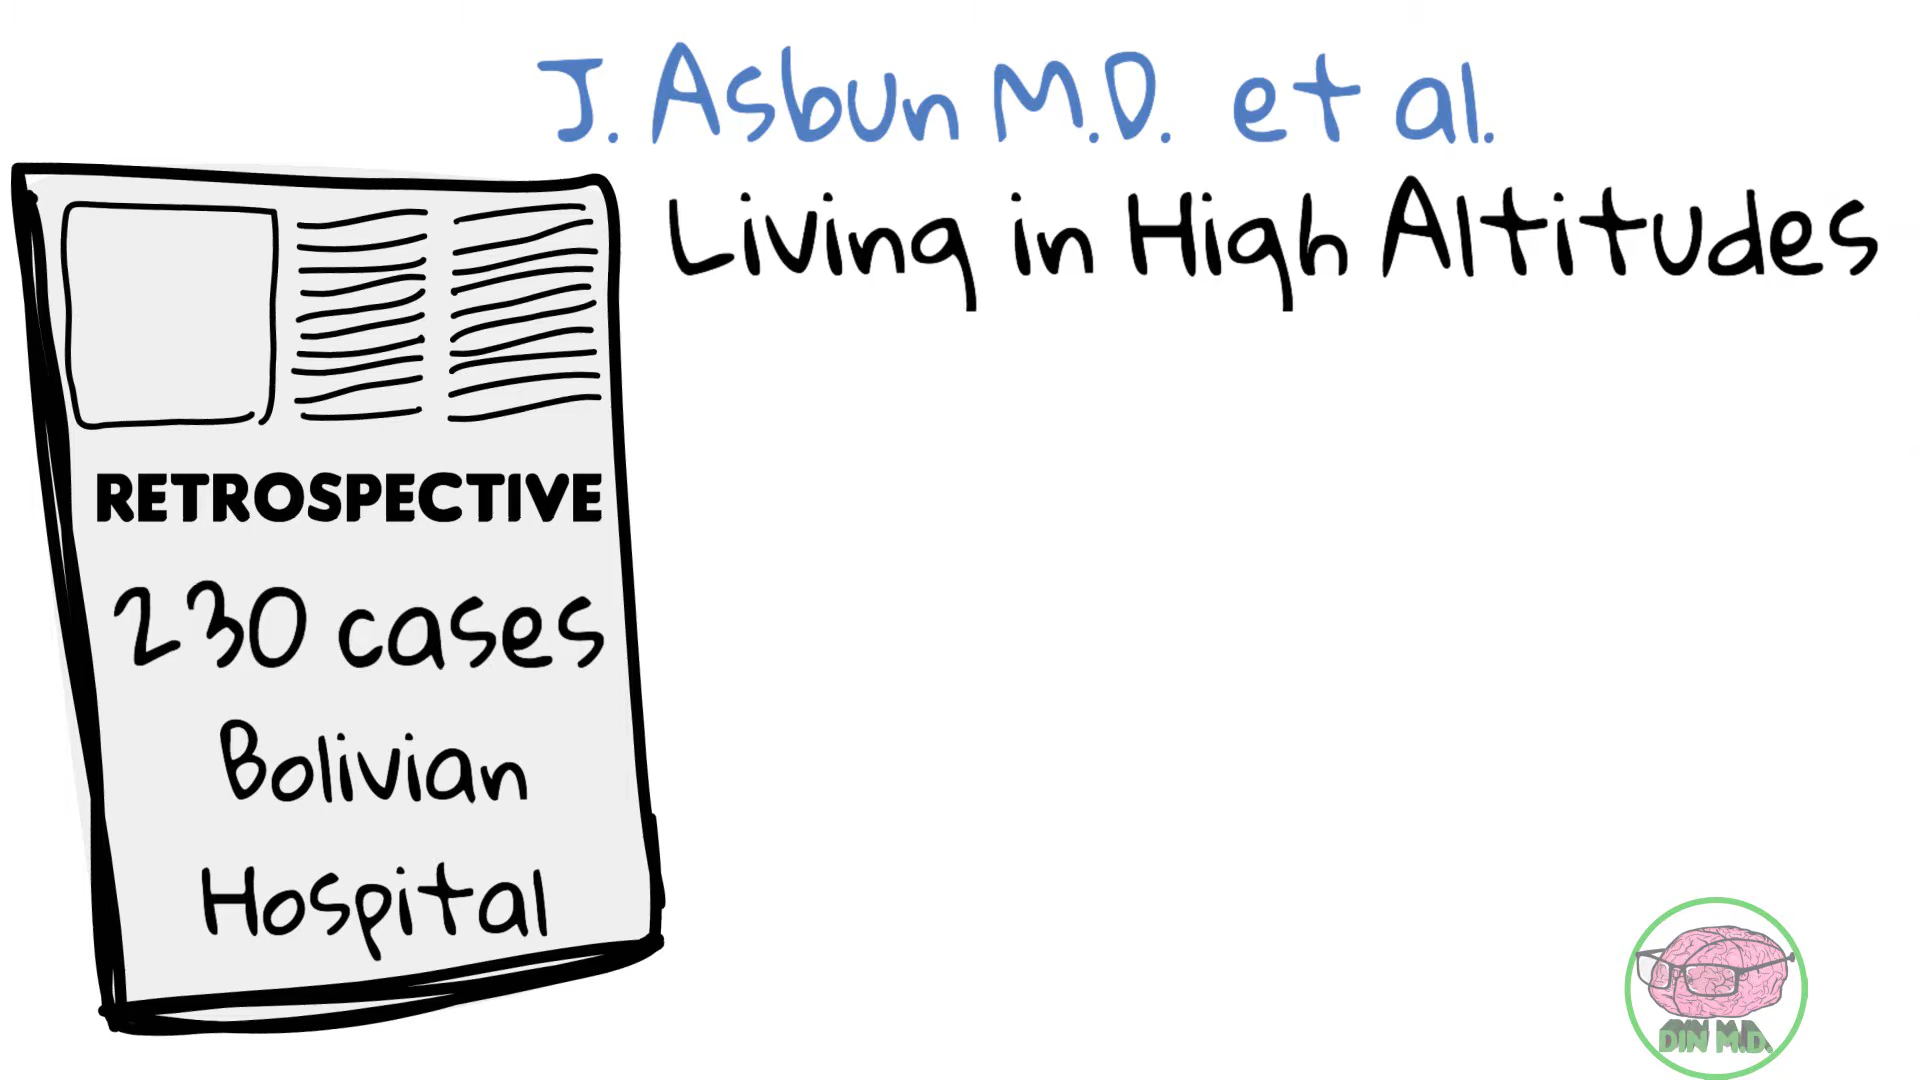 J. Asbun M.D. et al.
Living in High Altitudes
RETROSPECTIVE
230 cases
Bolivian
Hospital
DIN M.D.